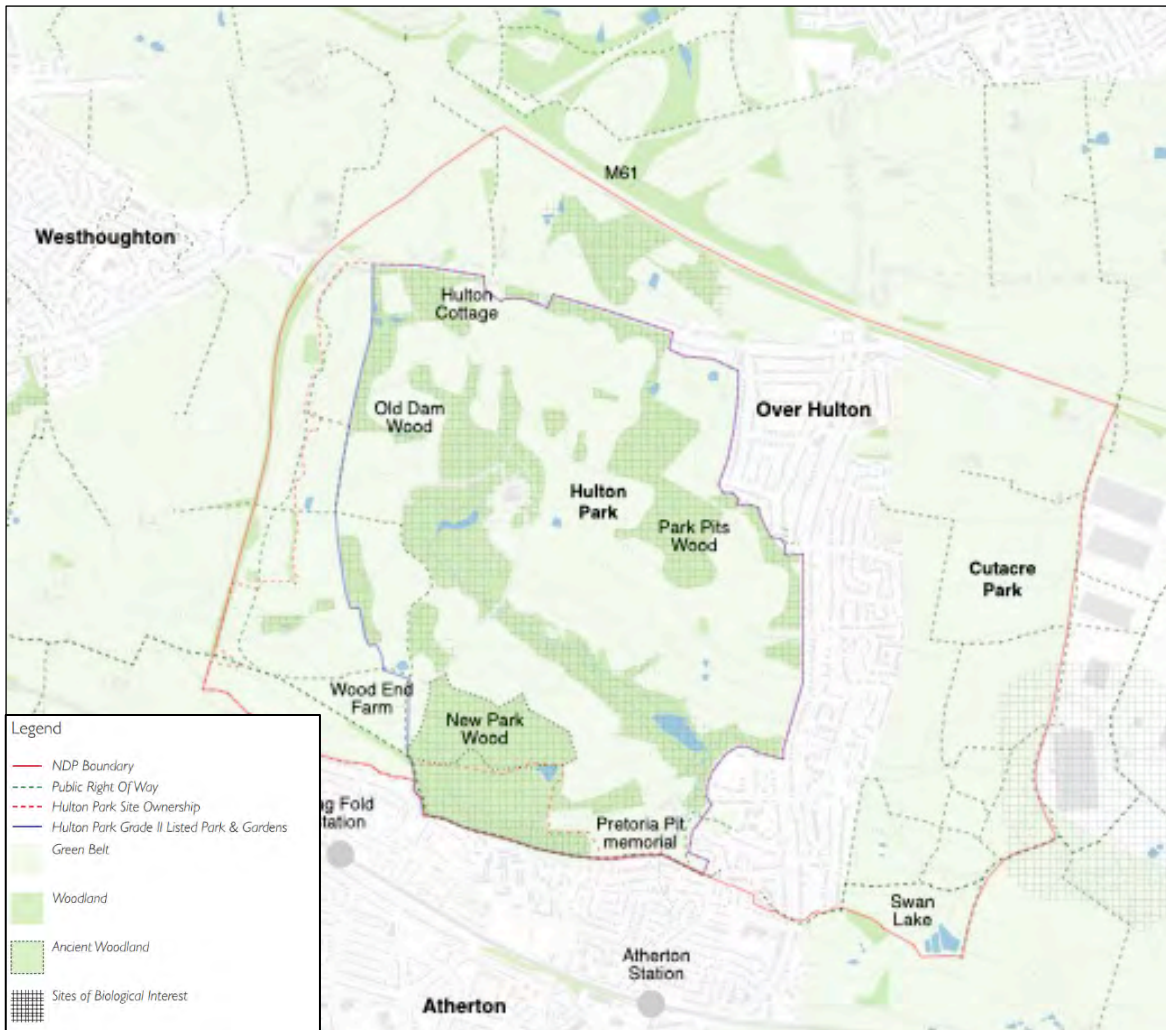 M61
Westhoughton
Hulton
Cottage
Over Hulton
Old Dam
Wood
Hulton
Park
Park Pits
Wood
Cutacre
Park
Wood End
Farm
New Park
Wood
Pretoria Pit
memorial
Swan
Lake
Atherton
Station
Atherton
g Fold
tation
Legend
NDP Boundary
Public Right Of Way
Hulton Park Site Ownership
Hulton Park Grade II Listed Park & Gardens
Green Belt
Woodland
Ancient Woodland
Sites of Biological Interest